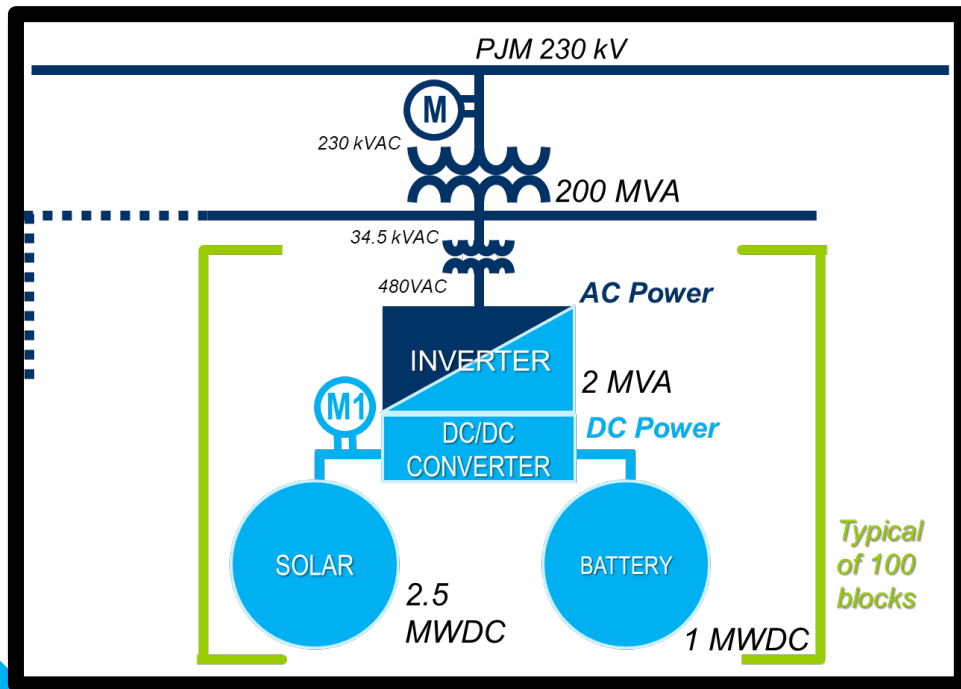 PJM 230 kV
M
230 kVAC
200 MVA
34.5 kVAC
480VAC
AC Power
INVERTER
2 MVA
M1
DC/DC
CONVERTER
DC Power
SOLAR
2.5
MWDC
BATTERY
1 MWDC
Typical
of 100
blocks